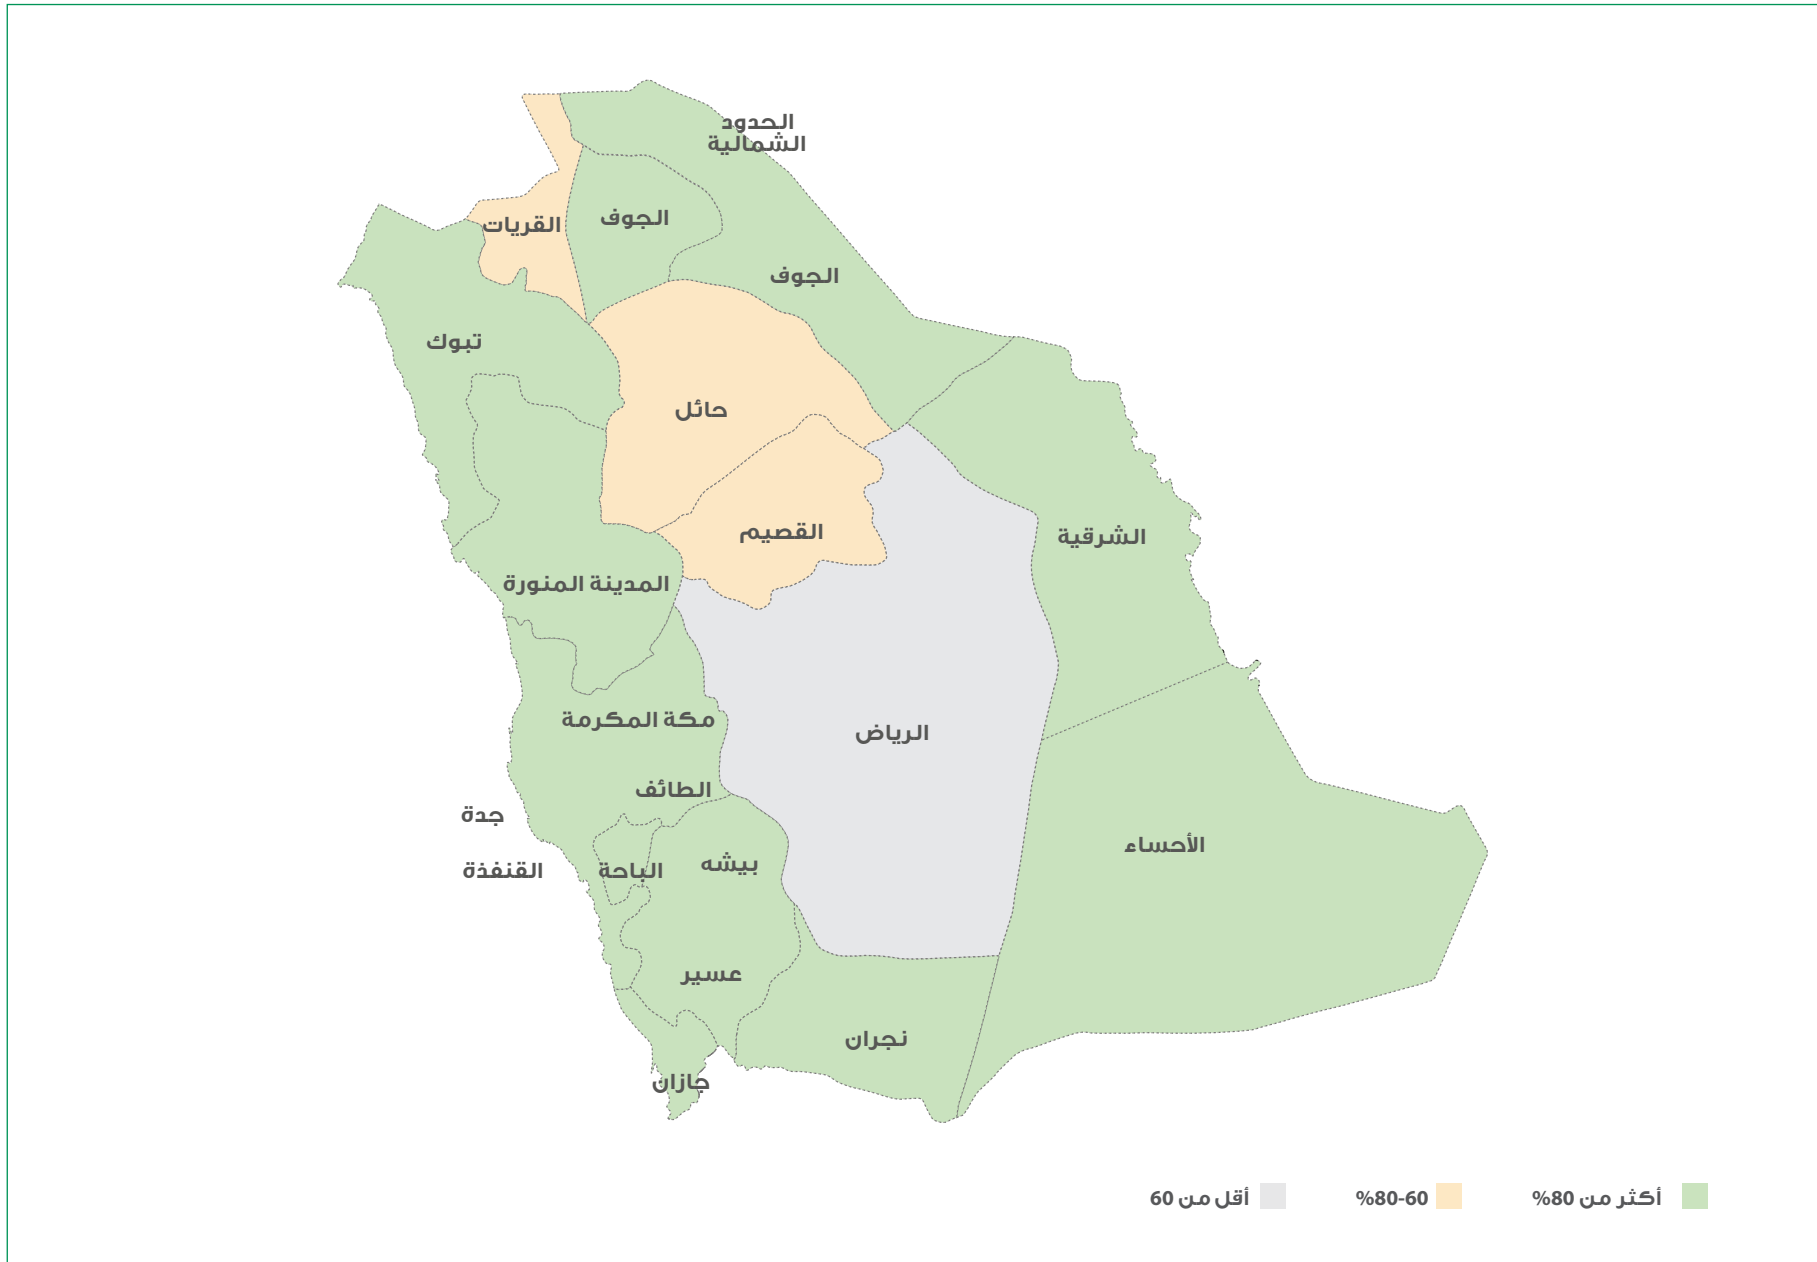 الحدود
الشمالية
الجوف
القريات
الجوف
تبوك
حائل
القصيم
الشرقية
المدينة المنورة
مكة المكرمة
الرياض
الطائف
جدة
الأحساء
بيشه
الباحة
القنفذة
عسير
نجران
جازان
أكثر من 80%
60-80%
أقل من 60